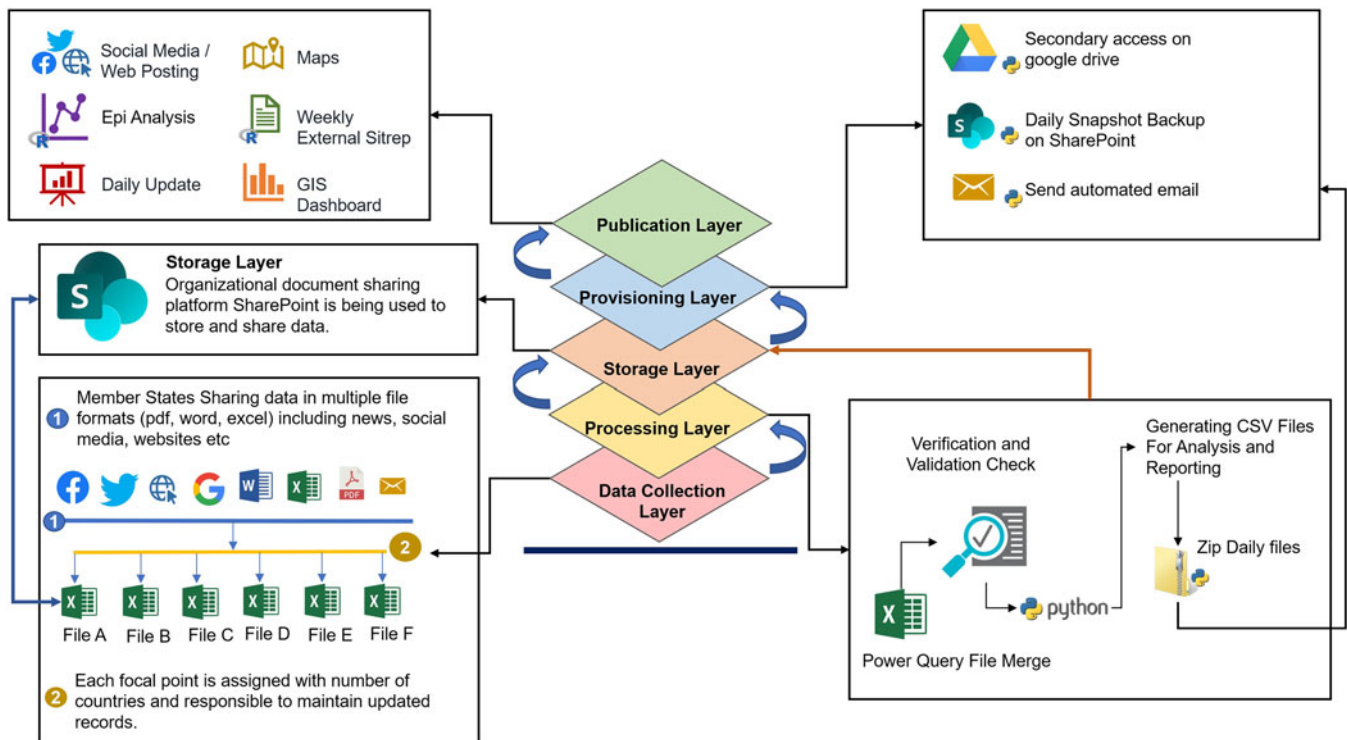 Social Media /
Web Posting
Maps
Epi Analysis
R
Weekly
External Sitrep
R
Daily Update
GIS
Dashboard
Secondary access on
google drive
S
Daily Snapshot Backup
on SharePoint
Send automated email
Publication Layer
Provisioning Layer
Storage Layer
Processing Layer
Data Collection
Layer
S
Storage Layer
Organizational document sharing
platform SharePoint is being used to
store and share data.
1
Member States Sharing data in multiple file
formats (pdf, word, excel) including news, social
media, websites etc
f
G
W
X
PDF
1
2
X
X
X
X
X
X
File A
File B
File C
File D
File E
File F
2
Each focal point is assigned with number of
countries and responsible to maintain updated
records.
Verification and
Validation Check
Generating CSV Files
For Analysis and
Reporting
Zip Daily files
python
X
Power Query File Merge